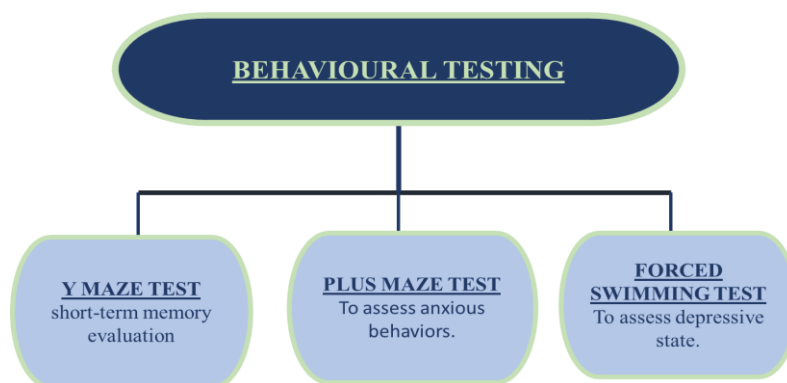 BEHAVIOURAL TESTING
Y MAZE TEST
short-term memory
evaluation
PLUS MAZE TEST
To assess anxious
behaviors.
FORCED
SWIMMING TEST
To assess depressive
state.